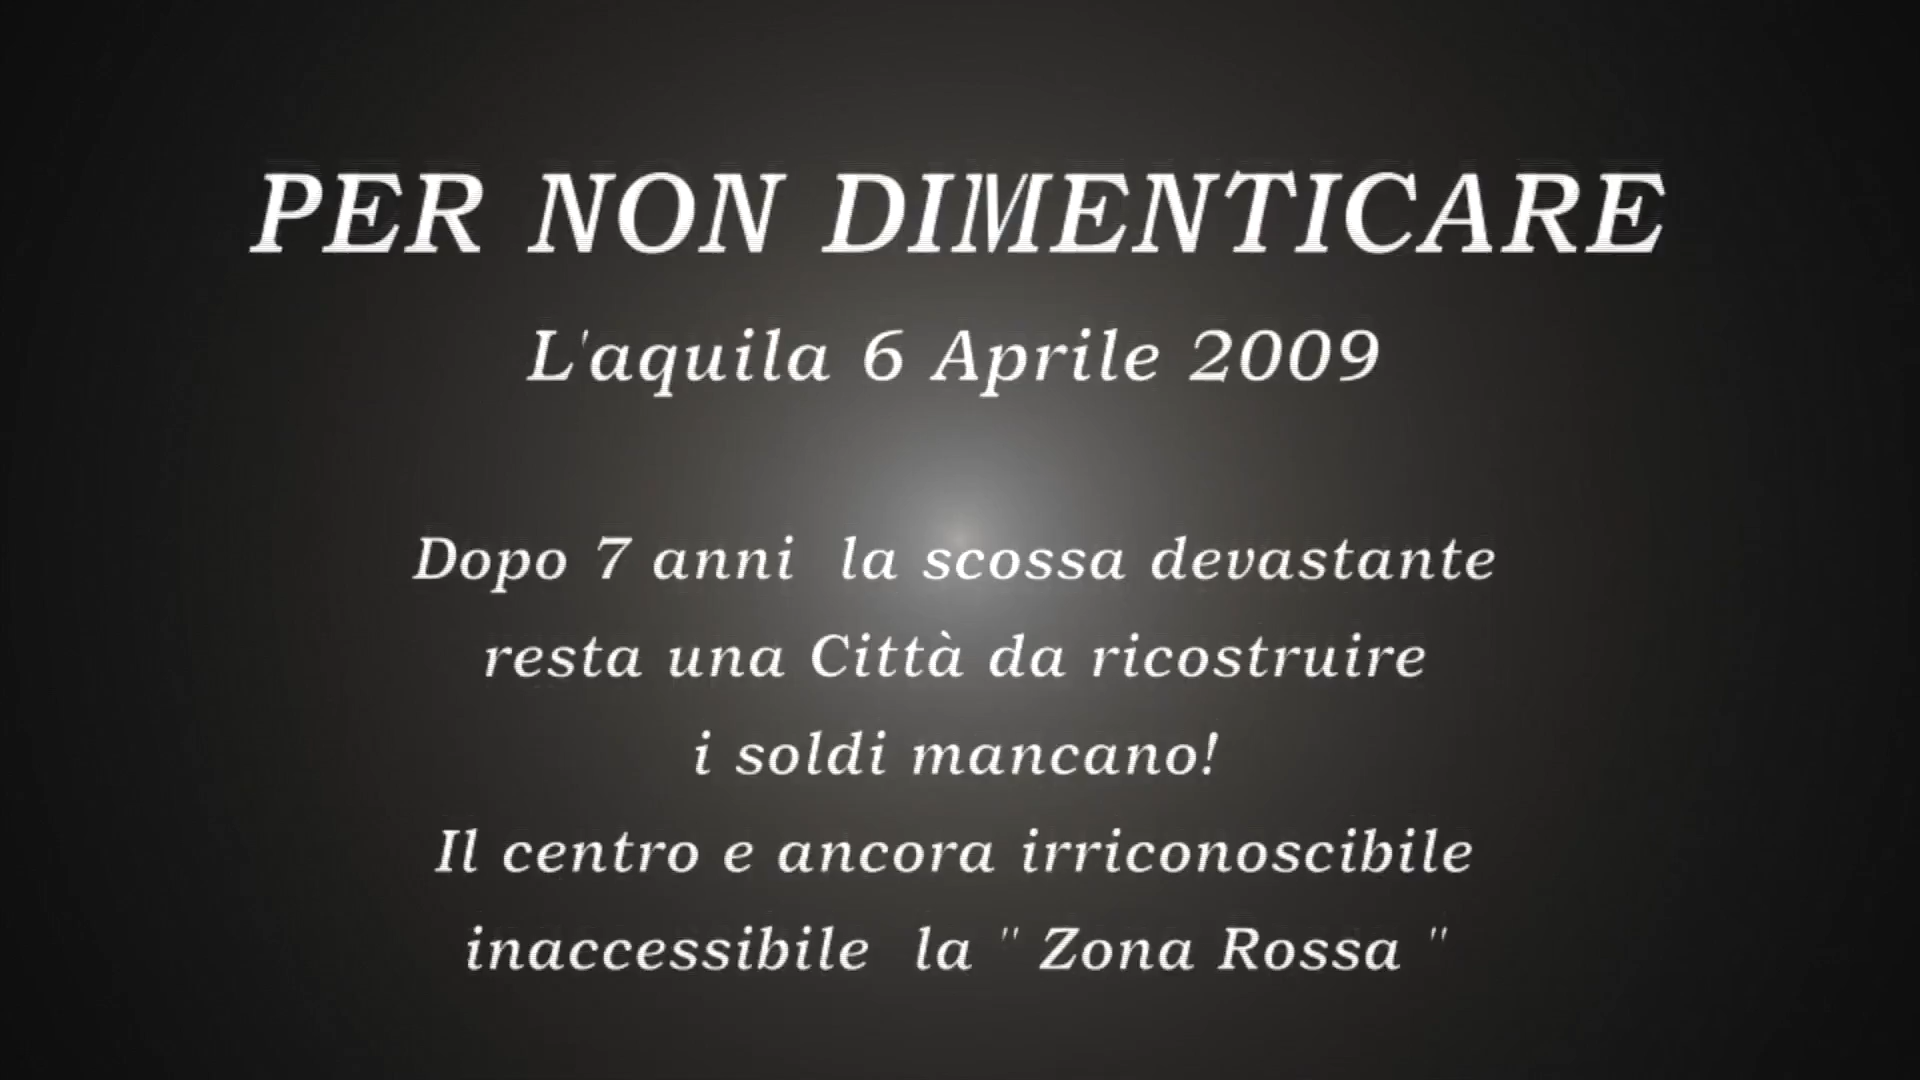 PER NON DIMENTICARE
L'aquila 6 Aprile 2009
Dopo 7 anni  la scossa devastante
resta una Città da ricostruire
i soldi mancano!
Il centro e ancora irriconoscibile
inaccessibile  la " Zona Rossa "